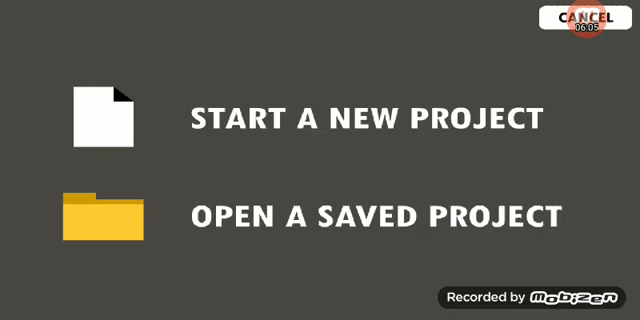 CANCEL
06:05
START A NEW PROJECT
OPEN A SAVED PROJECT
Recorded by Mobizen